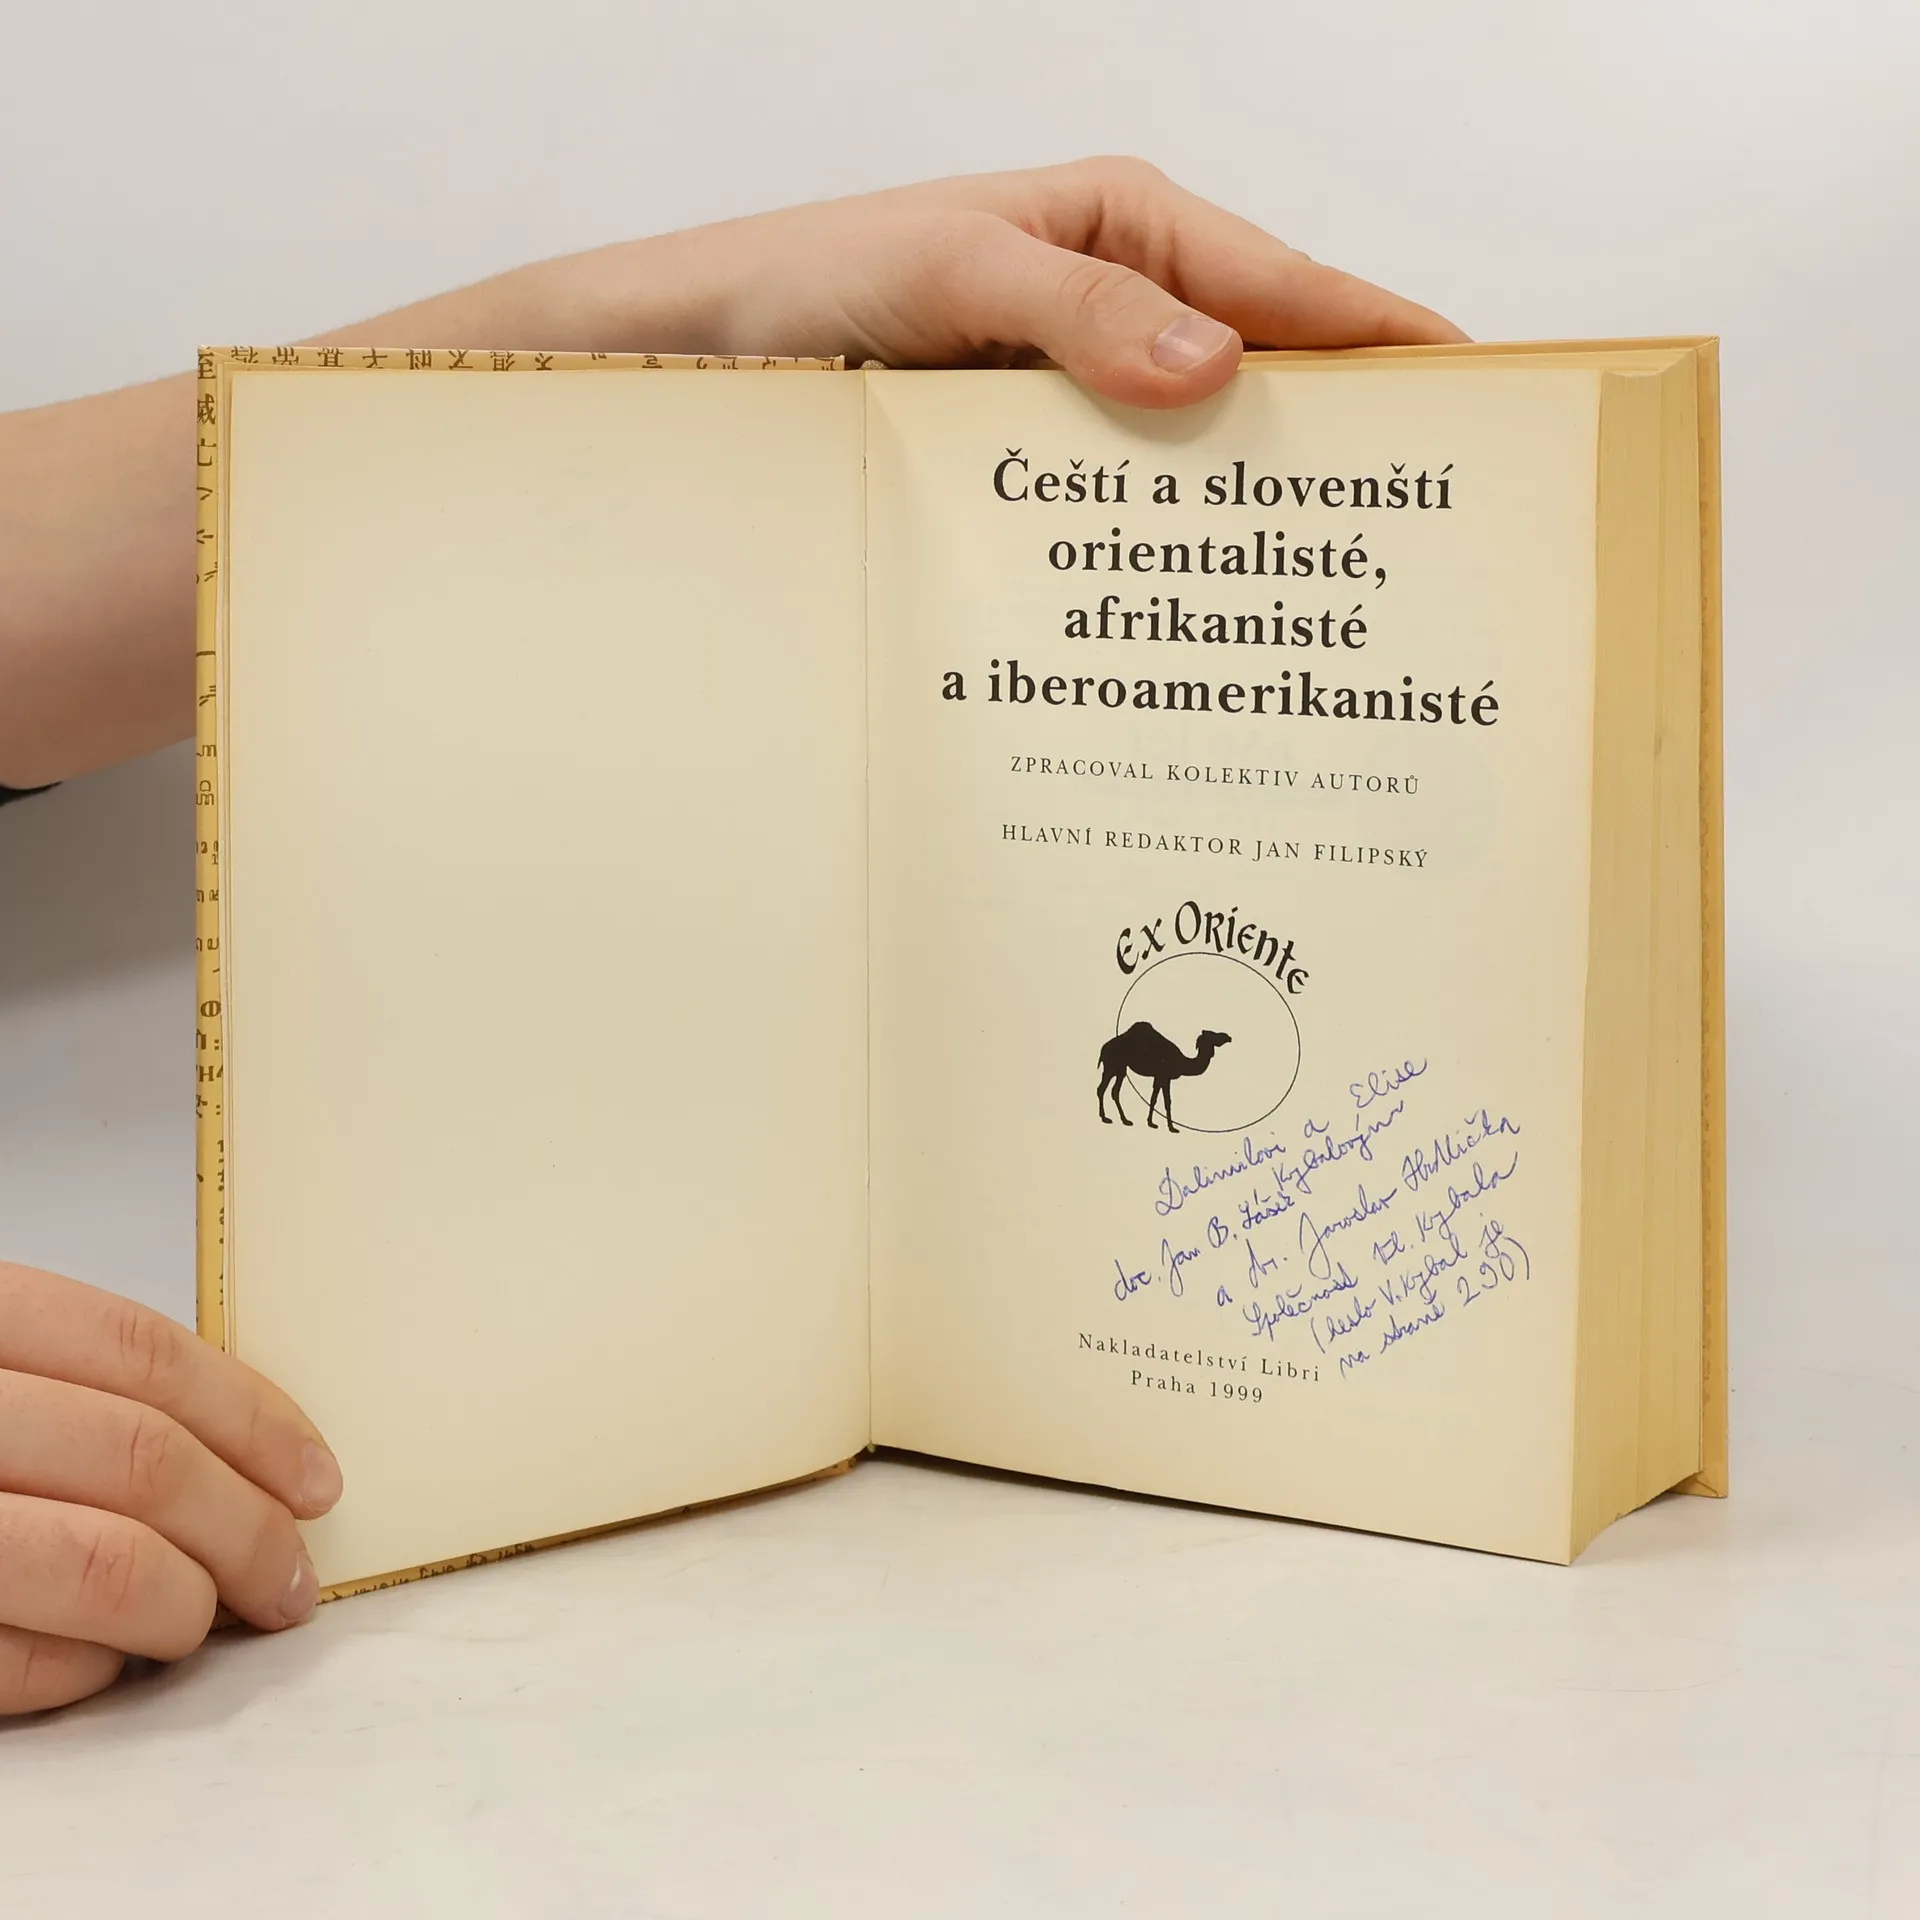 Čeští a slovenští
orientalisté,
afrikanisté
a iberoamerikanisté
ZPRACOVAL KOLEKTIV AUTORŮ
HLAVNÍ REDAKTOR JAN FILIPSKÝ
Ex Oriente
Dalimilovi a Elise
Kybalovým
doc. Jan B. Lášek
a dr. Jaroslav Hrdlička
Společnost Vl. Kybala
(heslo V. Kybal je
na straně 290)
Nakladatelství Libri
Praha 1999